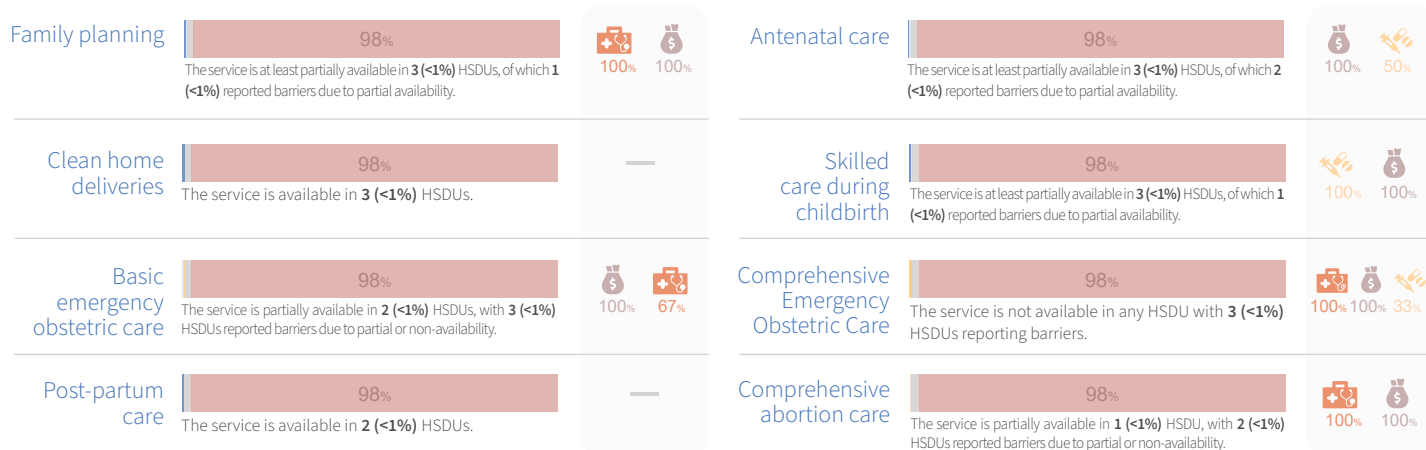 Family planning
98%
The service is at least partially available in 3 (<1%) HSDUs, of which 1
(<1%) reported barriers due to partial availability.
100%
100%
Antenatal care
98%
The service is at least partially available in 3 (<1%) HSDUs, of which 2
(<1%) reported barriers due to partial availability.
100%
50%
Clean home
deliveries
98%
The service is available in 3 (<1%) HSDUs.
Skilled
care during
childbirth
98%
The service is at least partially available in 3 (<1%) HSDUs, of which 1
(<1%) reported barriers due to partial availability.
100%
100%
Basic
emergency
obstetric care
98%
The service is partially available in 2 (<1%) HSDUs, with 3 (<1%)
HSDUs reported barriers due to partial or non-availability.
100%
67%
Comprehensive
Emergency
Obstetric Care
98%
The service is not available in any HSDU with 3 (<1%)
HSDUs reporting barriers.
100%
100%
33%
Post-partum
care
98%
The service is available in 2 (<1%) HSDUs.
Comprehensive
abortion care
98%
The service is partially available in 1 (<1%) HSDU, with 2 (<1%)
HSDUs reported barriers due to partial or non-availability.
100%
100%